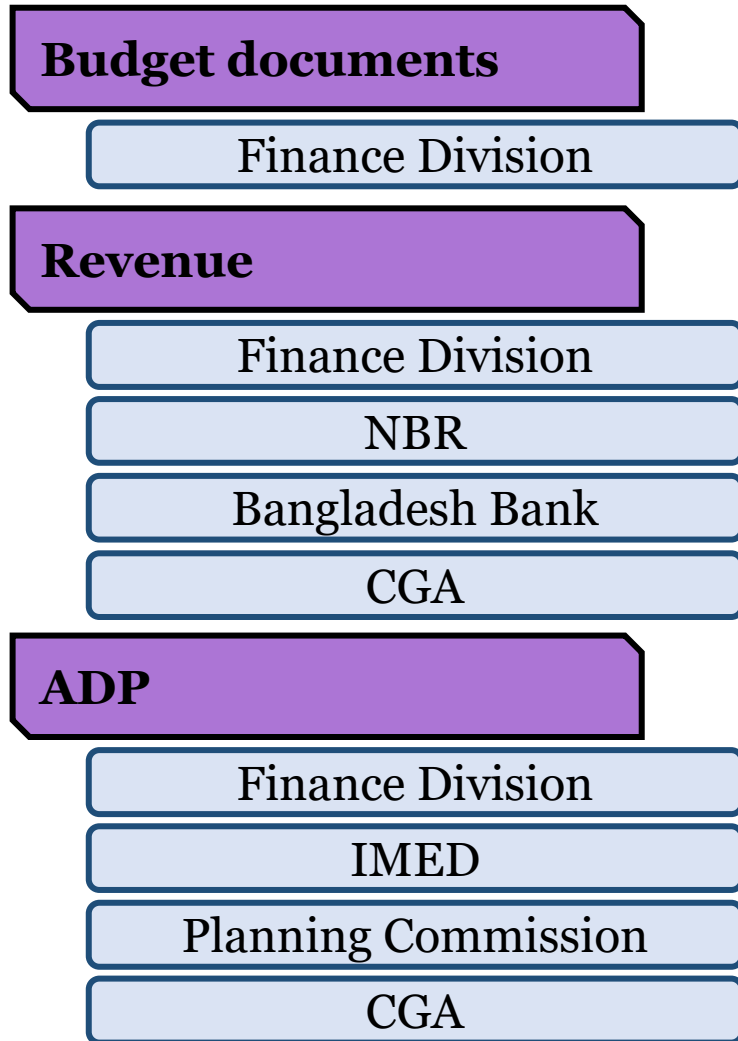 Budget documents
Finance Division
Revenue
Finance Division
NBR
Bangladesh Bank
CGA
ADP
Finance Division
IMED
Planning Commission
CGA